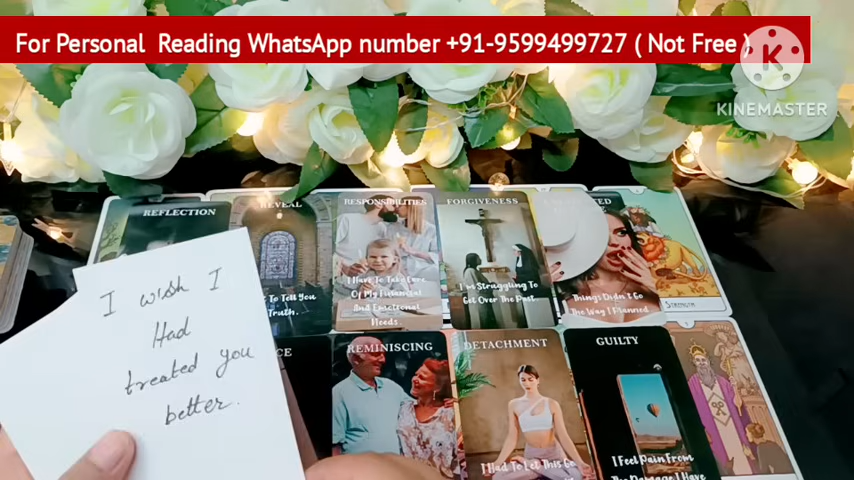 For Personal Reading WhatsApp number +91-9599499727 ( Not Free )
K
KINEMASTER
REFLECTION
REVEAL
RESPONSIBILITIES
FORGIVENESS
To Tell You
Truth.
I Have To Take Care
Of My Financial
And Emotional
Needs.
I'm Struggling To
Get Over The Past.
Things Didn't Go
The Way I Planned
STRENGTH
I wish I
Had
treated you
better.
REMINISCING
DETACHMENT
GUILTY
I Had To Let This Go
I Feel Pain From
The Damage I Have